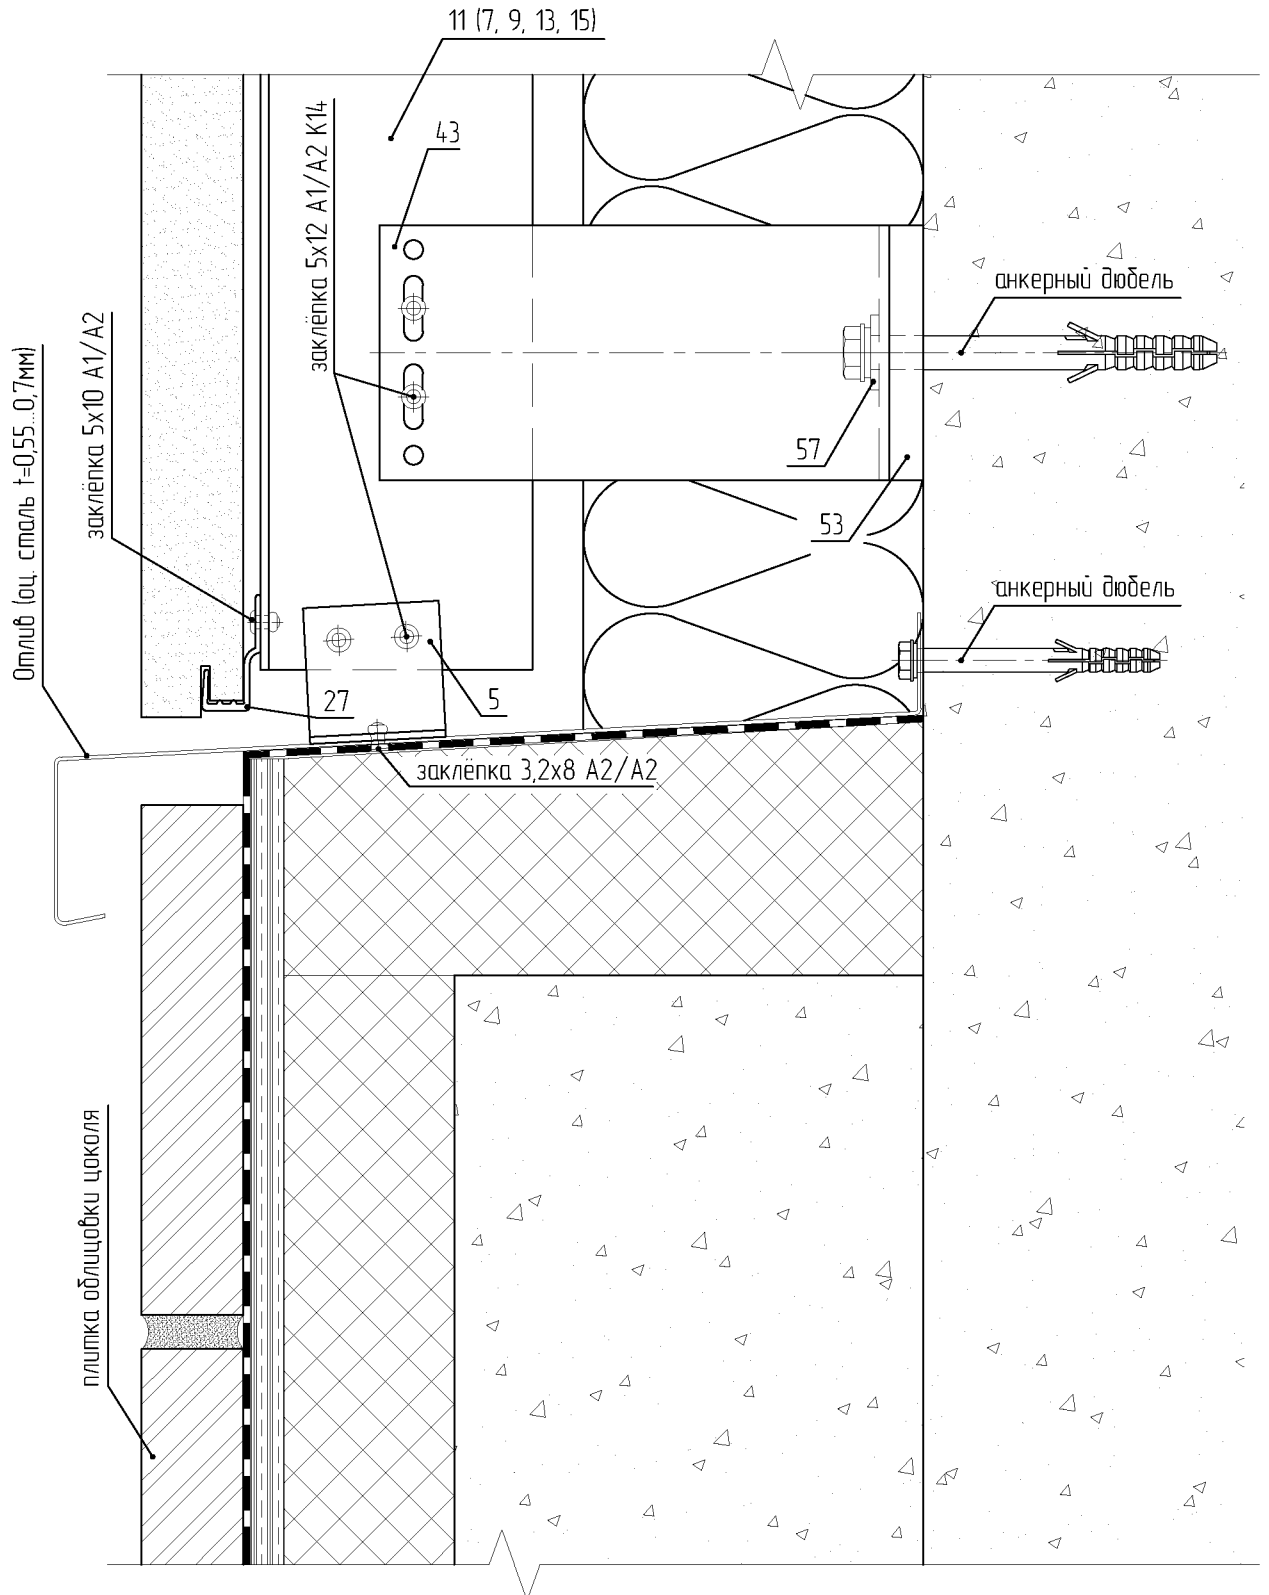 11 (7, 9, 13, 15)
43
заклёпка 5х12 А1/А2 К14
анкерный дюбель
заклёпка 5х10 А1/А2
Отлив (оц. сталь t=0,55...0,7мм)
57
53
анкерный дюбель
27
5
заклёпка 3,2х8 А2/А2
плитка облицовки цоколя